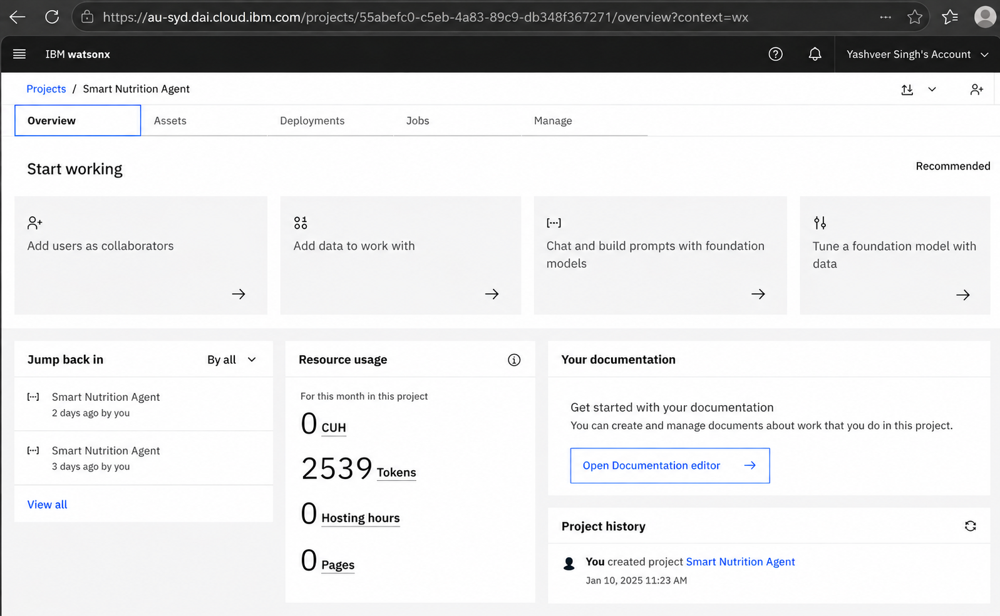 https://au-syd.dai.cloud.ibm.com/projects/55abefc0-c5eb-4a83-89c9-db348f367271/overview?context=wx
IBM watsonx
Yashveer Singh's Account
Projects / Smart Nutrition Agent
Overview
Assets
Deployments
Jobs
Manage
Start working
Recommended
Add users as collaborators
Add data to work with
Chat and build prompts with foundation
models
Tune a foundation model with
data
Jump back in
By all
Smart Nutrition Agent
2 days ago by you
Smart Nutrition Agent
3 days ago by you
View all
Resource usage
For this month in this project
0 CUH
2539 Tokens
0 Hosting hours
0 Pages
Your documentation
Get started with your documentation
You can create and manage documents about work that you do in this project.
Open Documentation editor
Project history
You created project Smart Nutrition Agent
Jan 10, 2025 11:23 AM